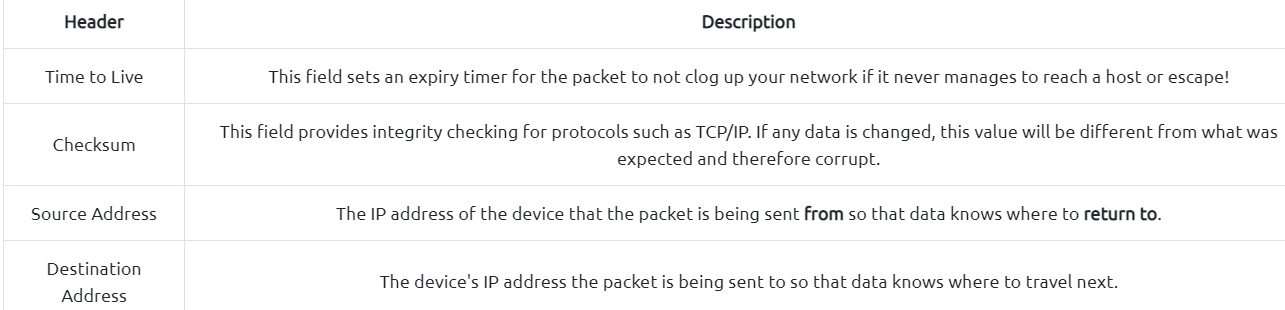 Header Description
Time to Live This field sets an expiry timer for the packet to not clog up your network if it never manages to reach a host or escape!
Checksum This field provides integrity checking for protocols such as TCP/IP. If any data is changed, this value will be different from what was
expected and therefore corrupt.
Source Address The IP address of the device that the packet is being sent from so that data knows where to return to.
Destination
Address
The device's IP address the packet is being sent to so that data knows where to travel next.